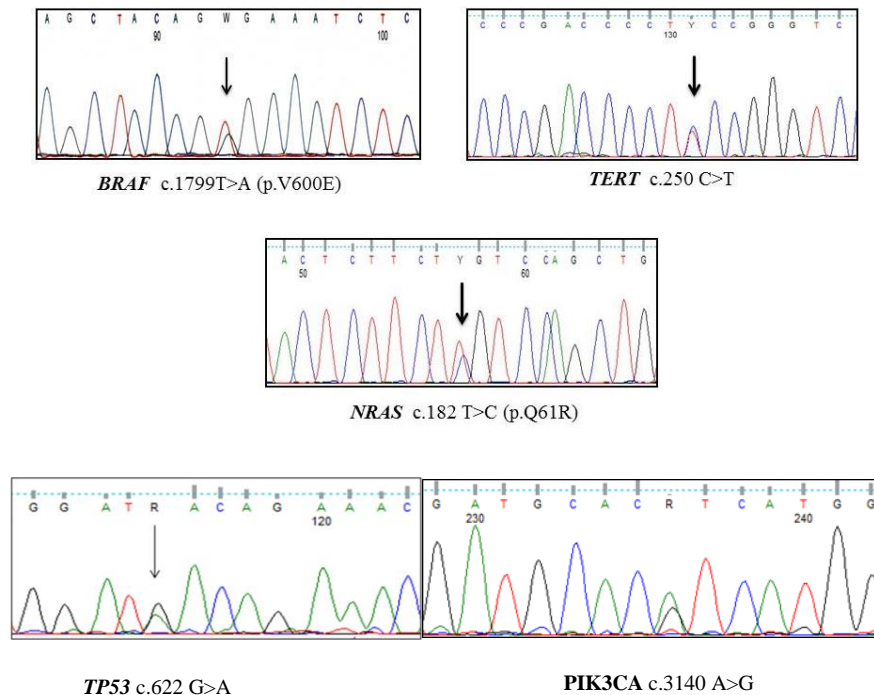 A G C T A C A G W G A A A T C T C
90 100
BRAF c.1799T>A (p.V600E)
C C C G A C C C C T Y C C G G G T C
130
TERT c.250 C>T
A C T C T T C T Y G T C C A G C T G
50 60
NRAS c.182 T>C (p.Q61R)
G G A T R A C A G A A A C
120
TP53 c.622 G>A
G A T G C A C R T C A T G G
230 240
PIK3CA c.3140 A>G